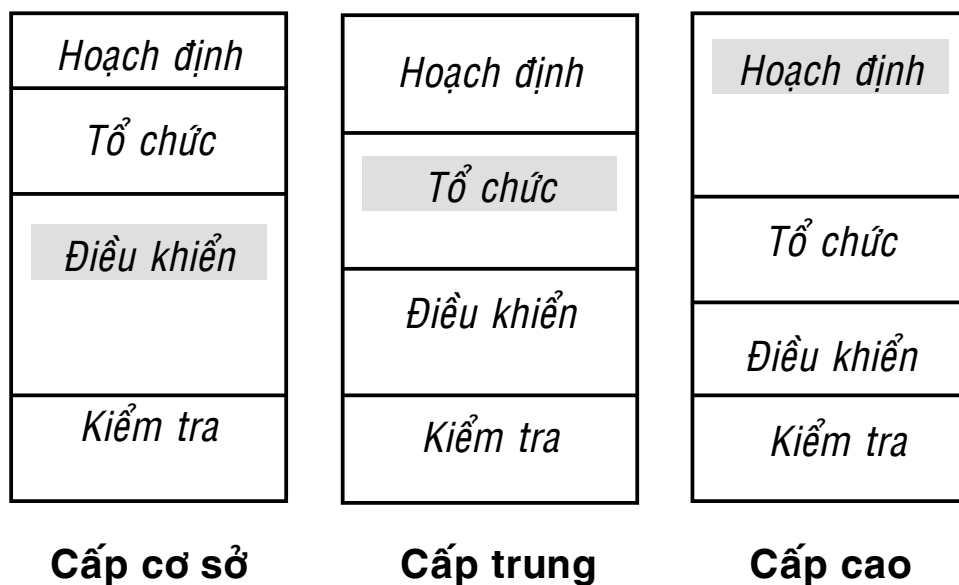 Hoạch định
Tổ chức
Điều khiển
Kiểm tra
Cấp cơ sở
Hoạch định
Tổ chức
Điều khiển
Kiểm tra
Cấp trung
Hoạch định
Tổ chức
Điều khiển
Kiểm tra
Cấp cao